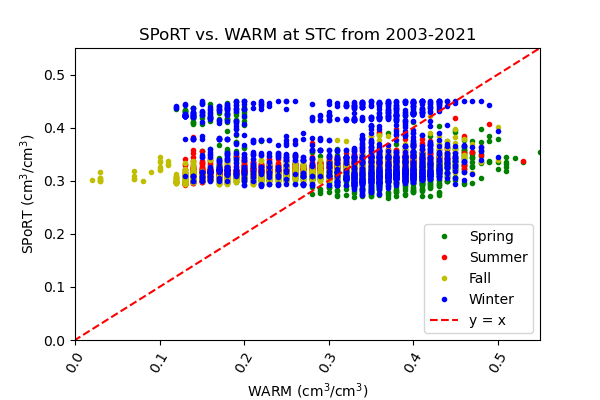 SPoRT vs. WARM at STC from 2003-2021
0.5
0.4
0.3
0.2
0.1
0.0
SPoRT (cm³/cm³)
Spring
Summer
Fall
Winter
y = x
0.0
0.1
0.2
0.3
0.4
0.5
WARM (cm³/cm³)